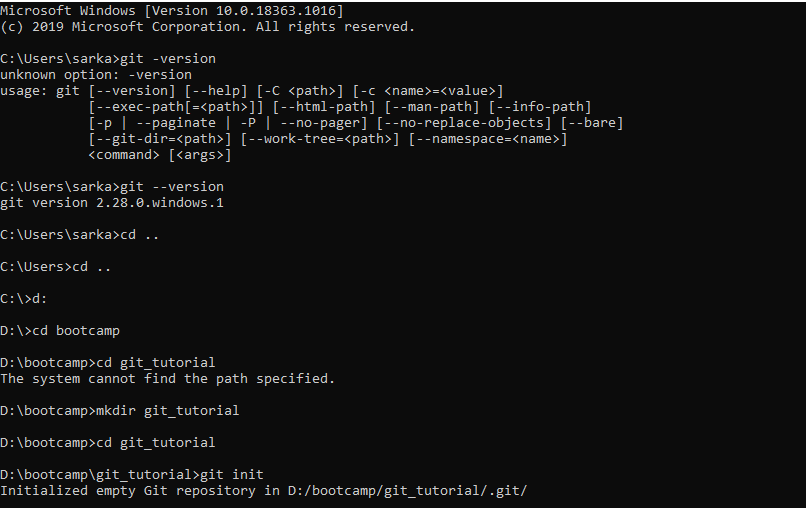 Microsoft Windows [Version 10.0.18363.1016]
(c) 2019 Microsoft Corporation. All rights reserved.
C:\Users\sarka>git -version
unknown option: -version
usage: git [--version] [--help] [-C <path>] [-c <name>=<value>]
           [--exec-path[=<path>]] [--html-path] [--man-path] [--info-path]
           [-p | --paginate | -P | --no-pager] [--no-replace-objects] [--bare]
           [--git-dir=<path>] [--work-tree=<path>] [--namespace=<name>]
           <command> [<args>]
C:\Users\sarka>git --version
git version 2.28.0.windows.1
C:\Users\sarka>cd ..
C:\Users>cd ..
C:\>d:
D:\>cd bootcamp
D:\bootcamp>cd git_tutorial
The system cannot find the path specified.
D:\bootcamp>mkdir git_tutorial
D:\bootcamp>cd git_tutorial
D:\bootcamp\git_tutorial>git init
Initialized empty Git repository in D:/bootcamp/git_tutorial/.git/